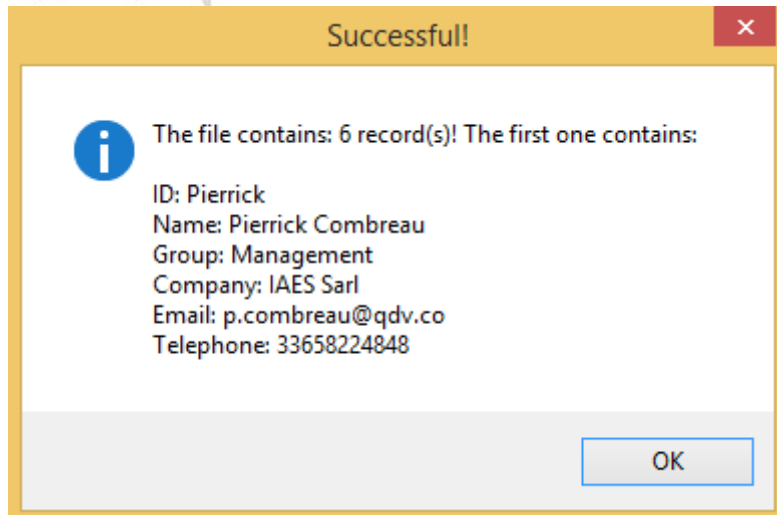 Successful!
The file contains: 6 record(s)! The first one contains:
ID: Pierrick
Name: Pierrick Combreau
Group: Management
Company: IAES Sarl
Email: p.combreau@qdv.co
Telephone: 33658224848
OK